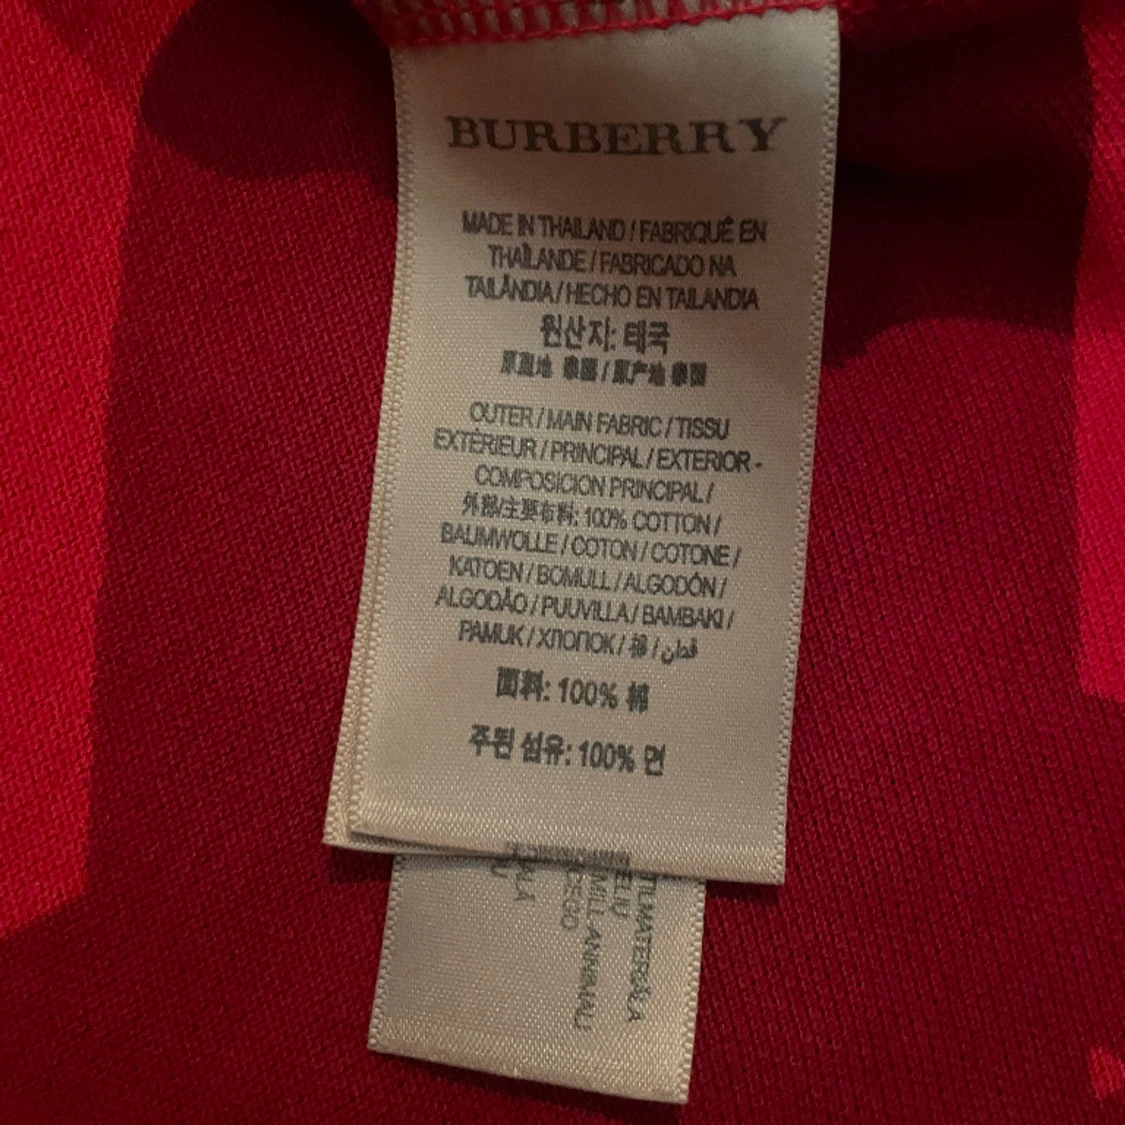 BURBERRY
MADE IN THAILAND / FABRIQUÉ EN
THAÏLANDE / FABRICADO NA
TAILÂNDIA / HECHO EN TAILANDIA
원산지: 태국
原產地 泰國 / 原产地 泰国
OUTER / MAIN FABRIC / TISSU
EXTÉRIEUR / PRINCIPAL / EXTERIOR -
COMPOSICION PRINCIPAL /
外部/主要布料: 100% COTTON /
BAUMWOLLE / COTON / COTONE /
KATOEN / BOMULL / ALGODÓN /
ALGODÃO / PUUVILLA / BAMBAKI /
PAMUK / ХЛОПОК / 棉 / قطن
面料: 100% 棉
주된 섬유: 100% 면